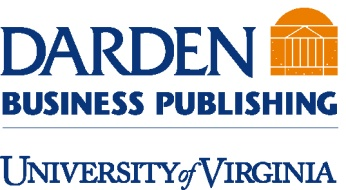 DARDEN
BUSINESS PUBLISHING
UNIVERSITY of VIRGINIA